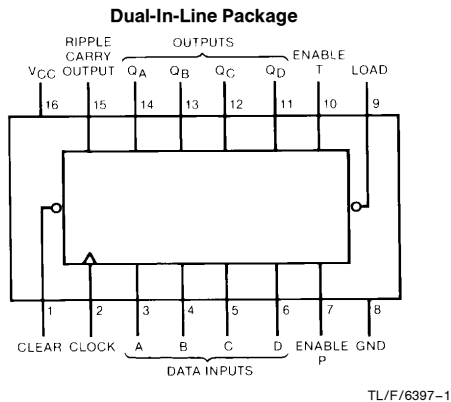 Dual-In-Line Package
RIPPLE CARRY OUTPUT
OUTPUTS
ENABLE T
VCC QA QB QC QD LOAD
16 15 14 13 12 11 10 9
1 2 3 4 5 6 7 8
CLEAR CLOCK A B C D ENABLE P GND
DATA INPUTS
TL/F/6397–1